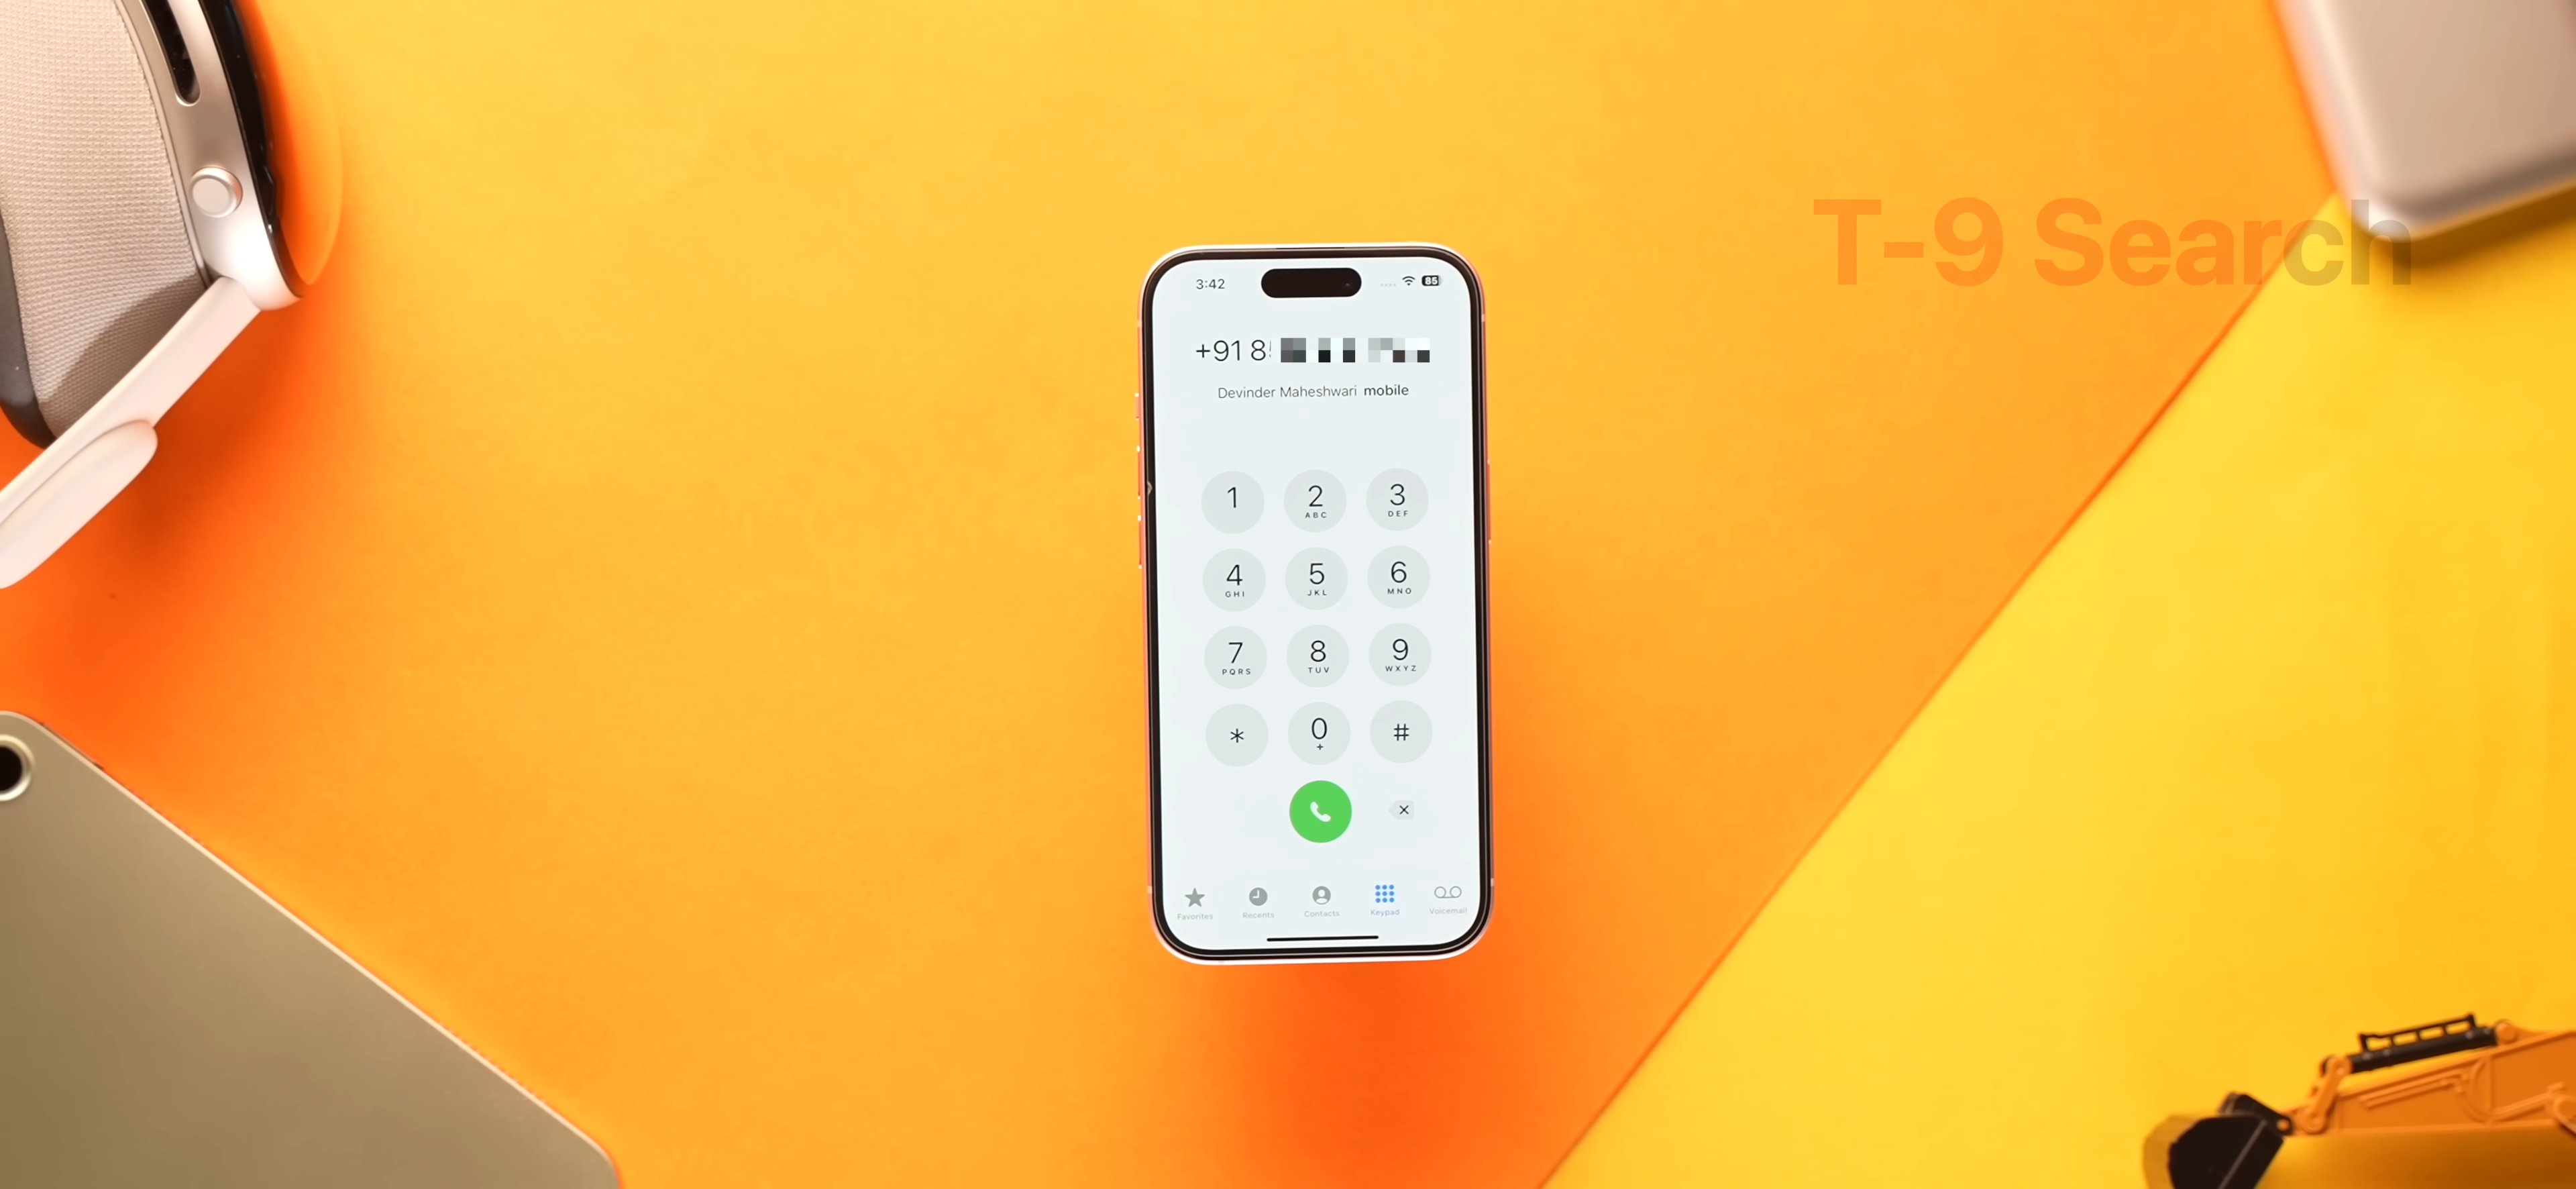 T-9 Search
3:42
85
+91 8
Devinder Maheshwari mobile
1
2
ABC
3
DEF
4
GHI
5
JKL
6
MNO
7
PQRS
8
TUV
9
WXYZ
*
0
+
#
Favorites
Recents
Contacts
Keypad
Voicemail